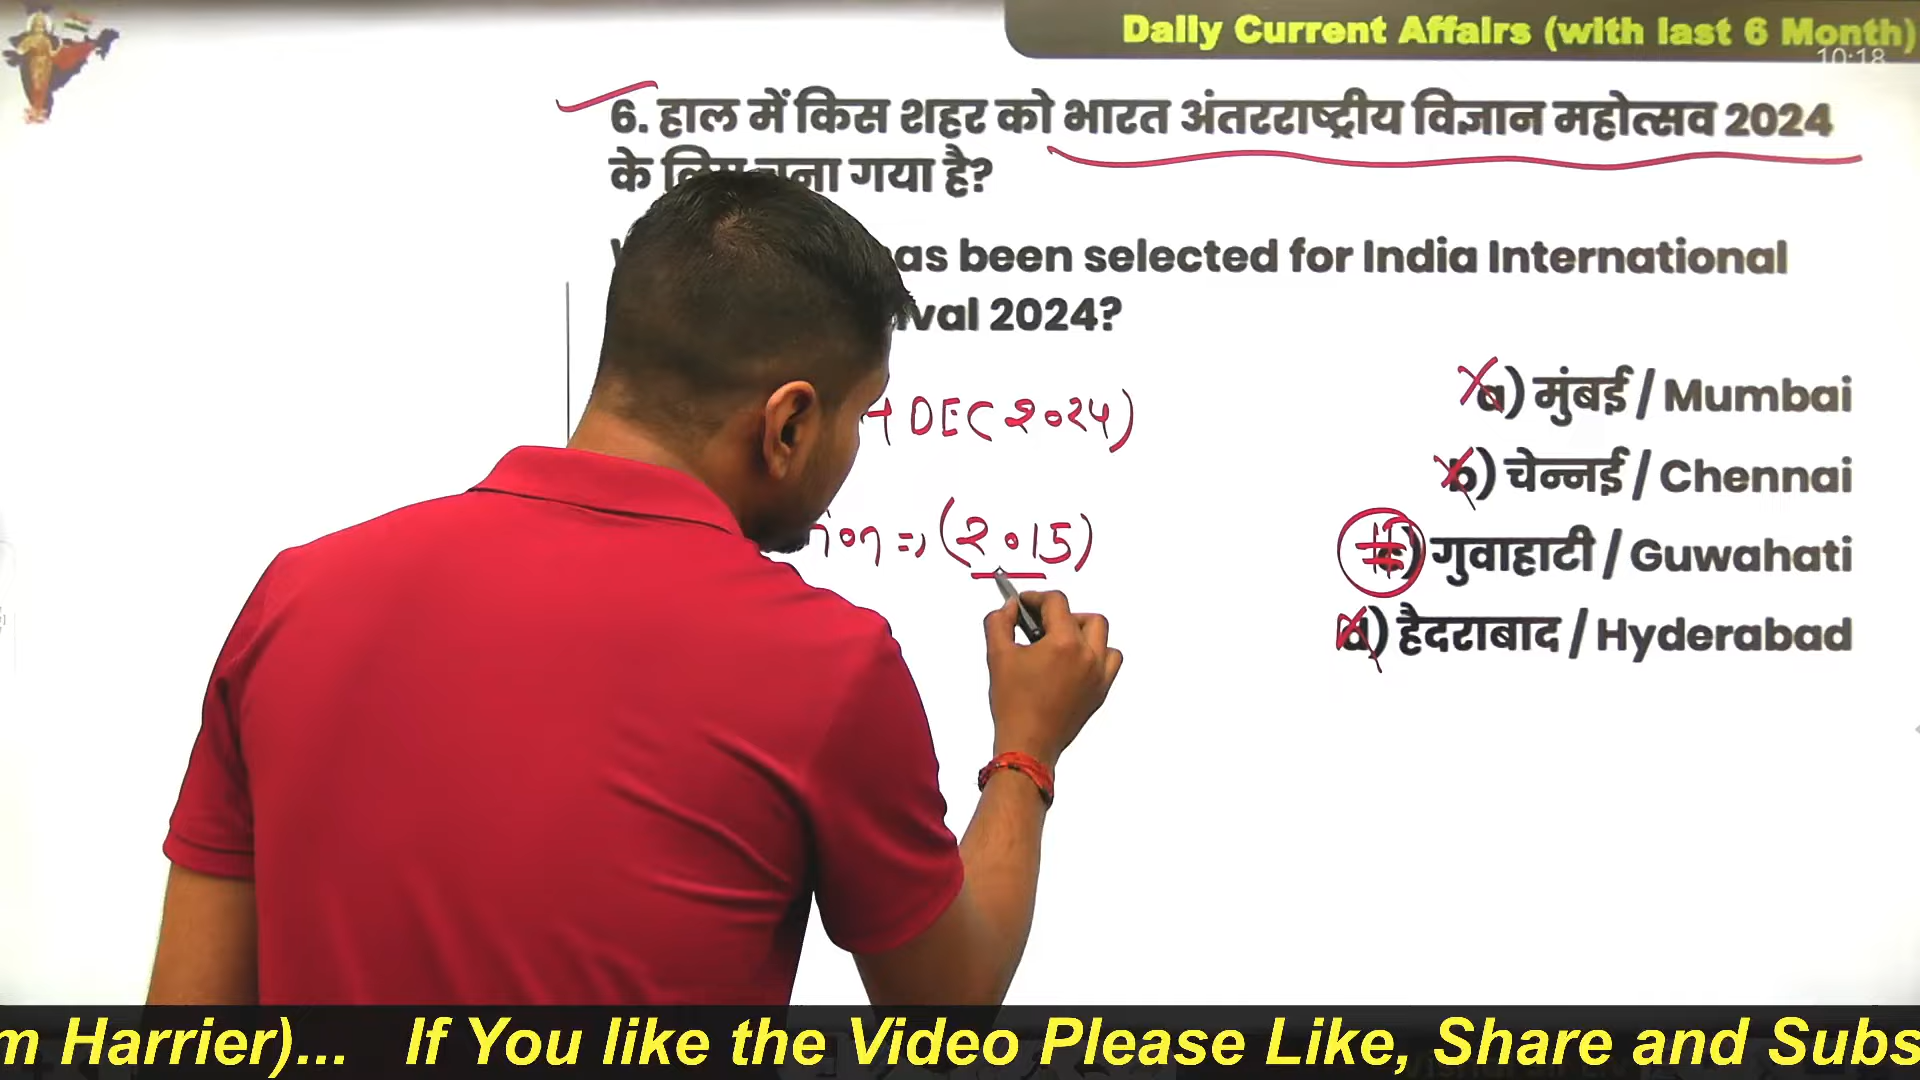 Daily Current Affairs (with last 6 Month)
10:18
6. हाल में किस शहर को भारत अंतरराष्ट्रीय विज्ञान महोत्सव 2024
के लिए चुना गया है?
has been selected for India International
2024?
DEC 2024)
=) (2015)
a) मुंबई / Mumbai
b) चेन्नई / Chennai
c) गुवाहाटी / Guwahati
d) हैदराबाद / Hyderabad
Harrier)... If You like the Video Please Like, Share and Subs